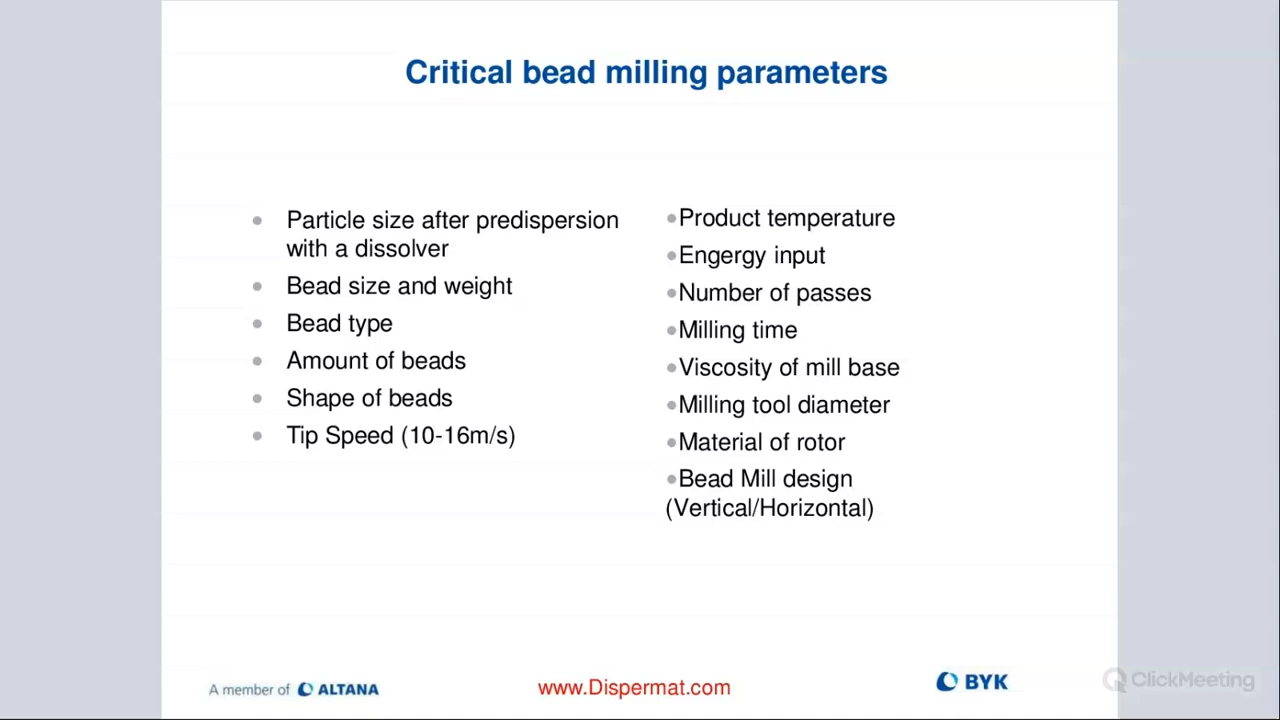 Critical bead milling parameters
Particle size after predispersion
with a dissolver
Bead size and weight
Bead type
Amount of beads
Shape of beads
Tip Speed (10-16m/s)
Product temperature
Engergy input
Number of passes
Milling time
Viscosity of mill base
Milling tool diameter
Material of rotor
Bead Mill design
(Vertical/Horizontal)
A member of ALTANA
www.Dispermat.com
BYK
ClickMeeting